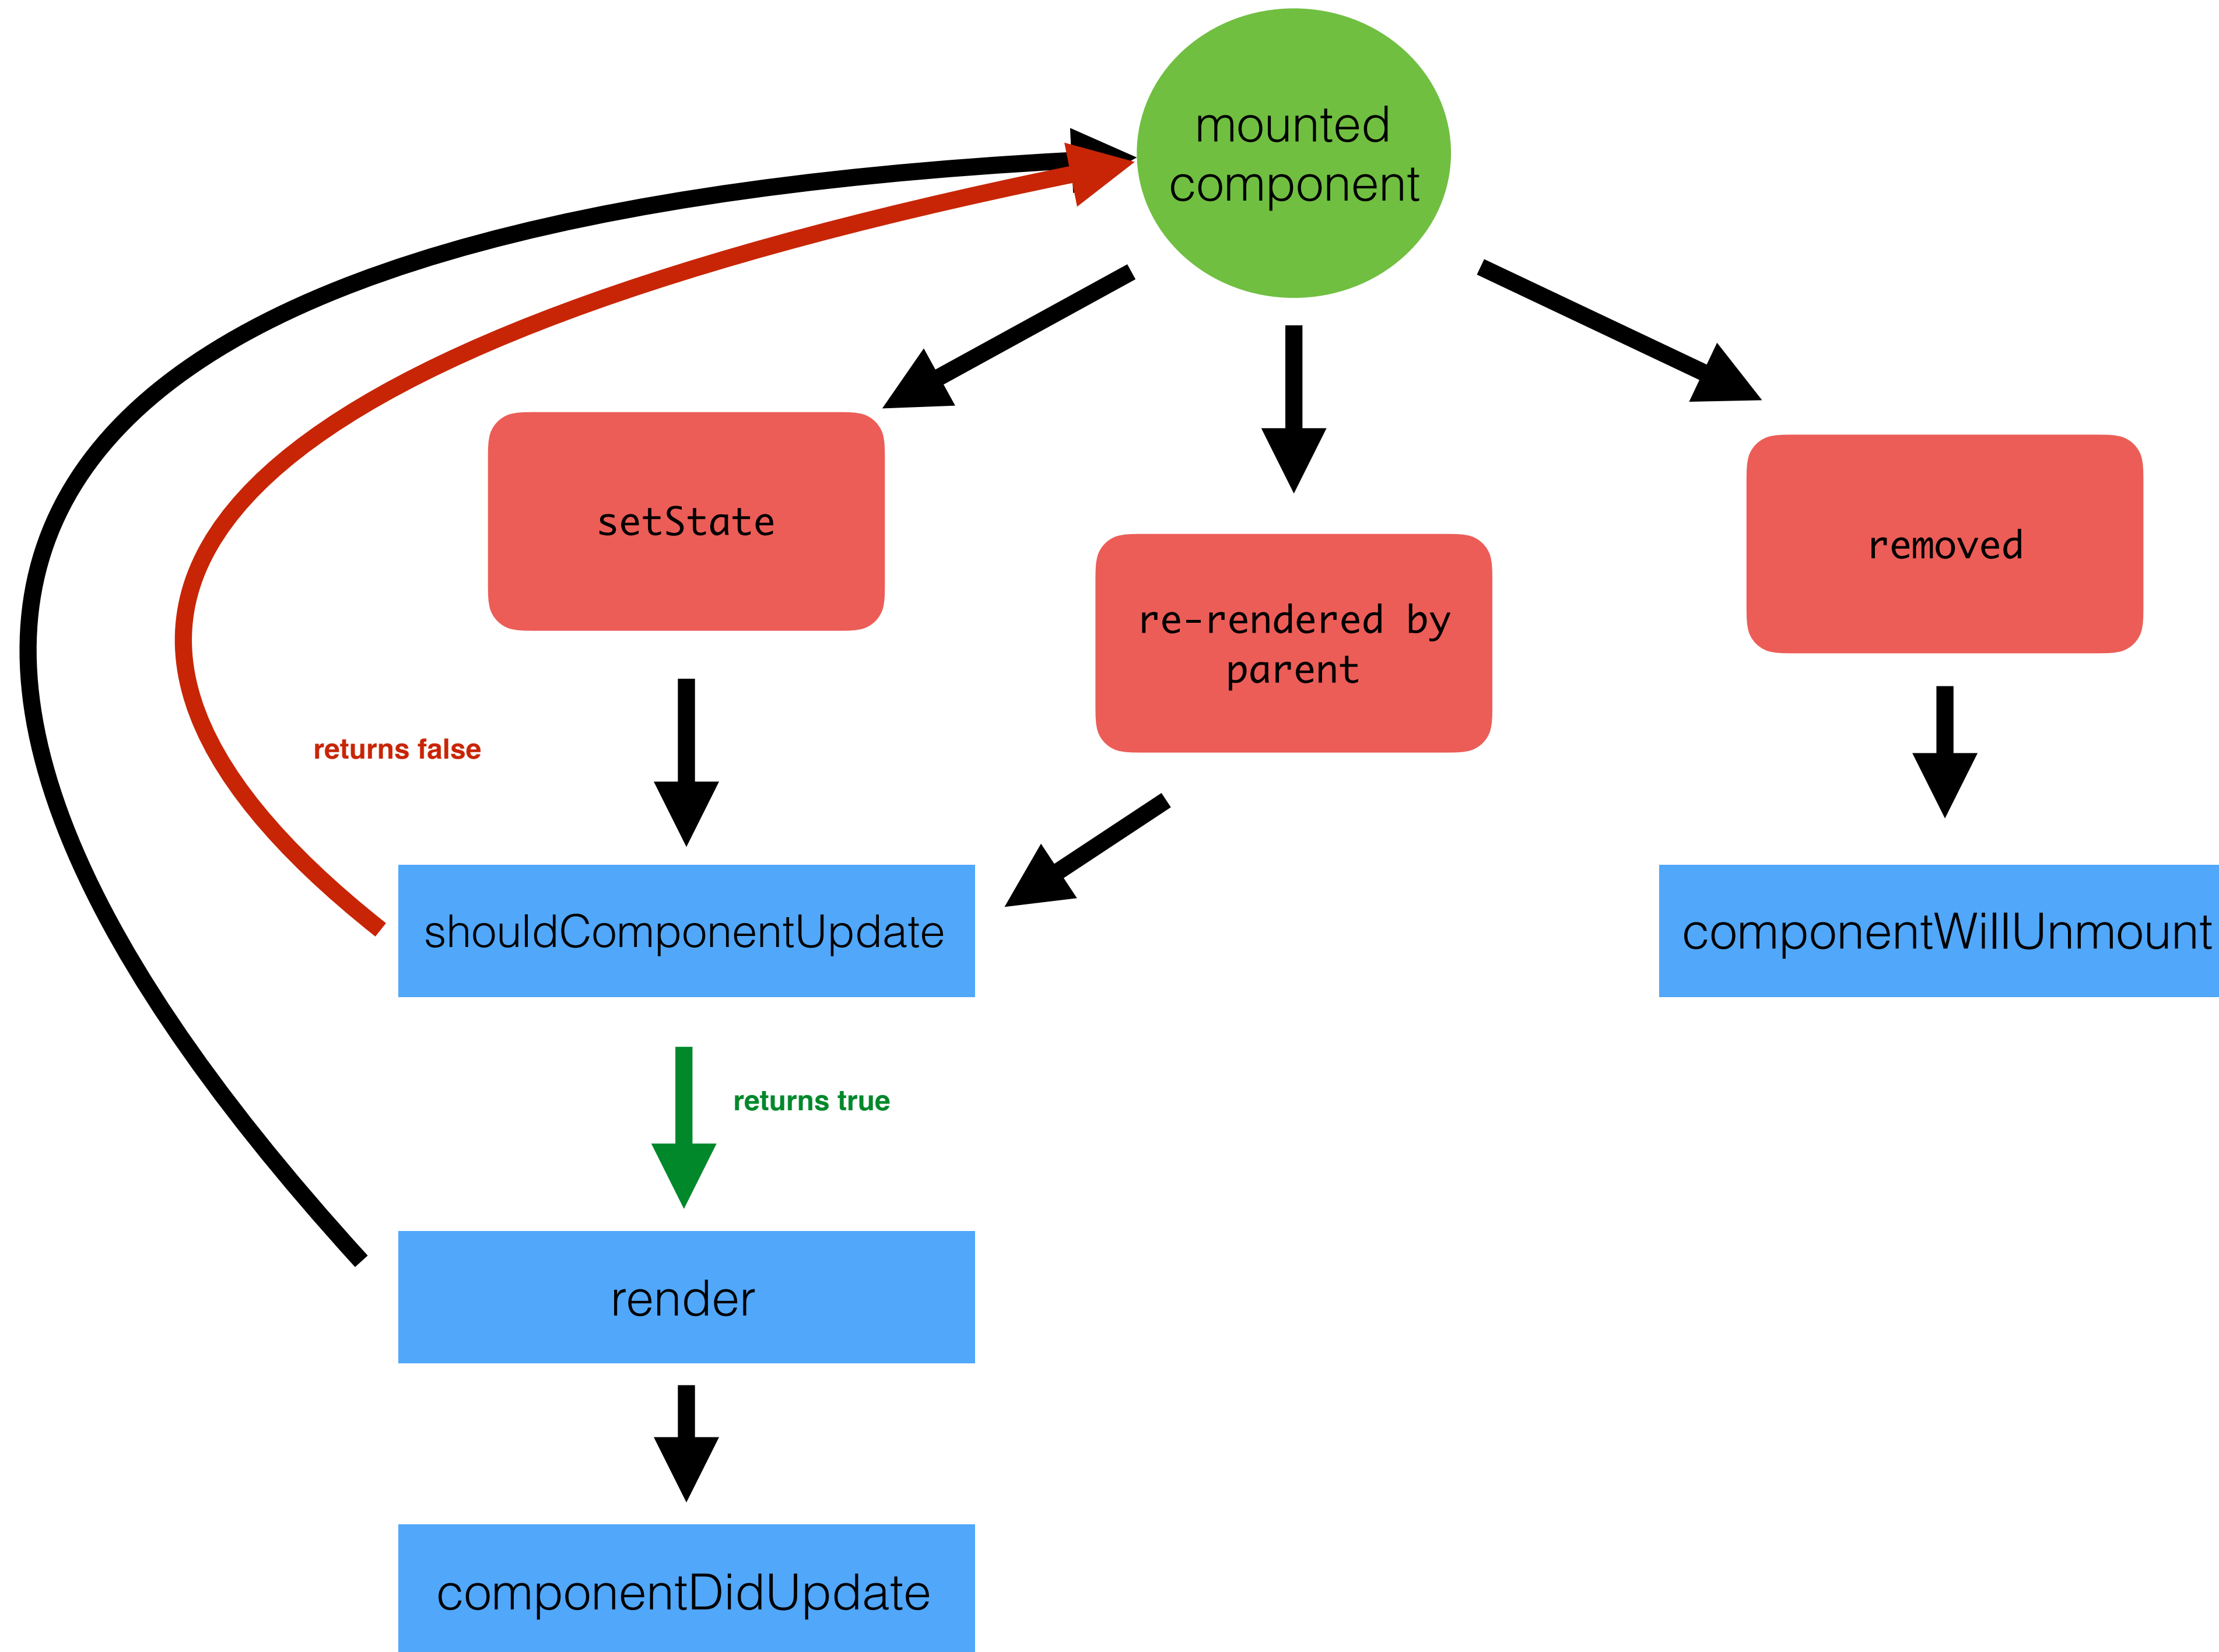 mounted
component
setState
re-rendered by
parent
removed
returns false
shouldComponentUpdate
componentWillUnmount
returns true
render
componentDidUpdate